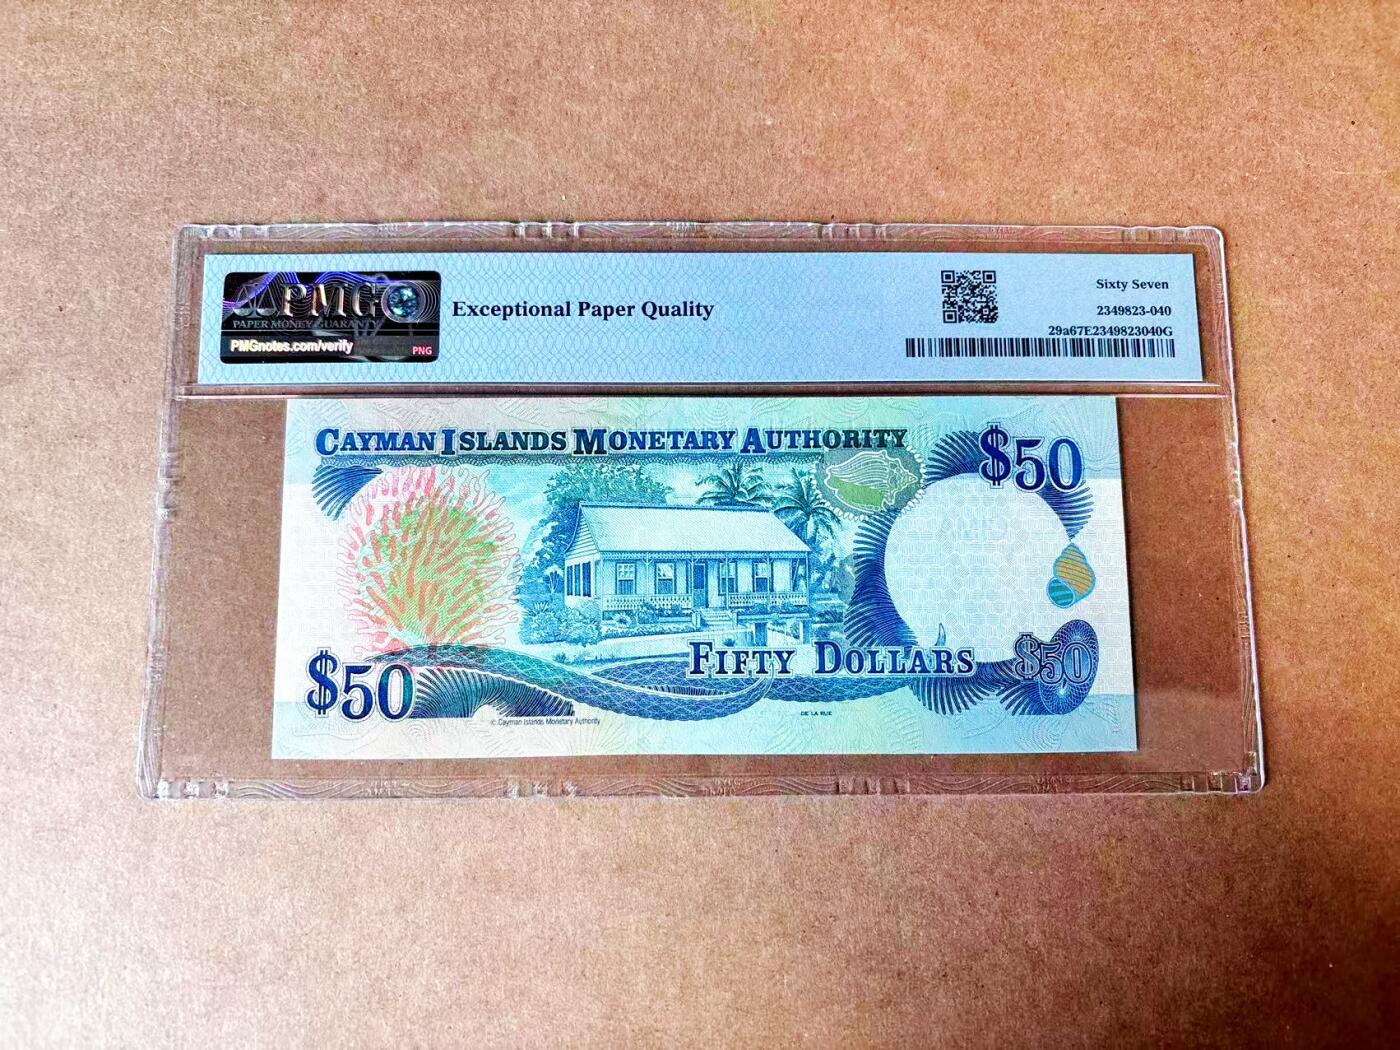 PMG
PAPER MONEY GUARANTY
PMGnotes.com/verify
PNG
Exceptional Paper Quality
Sixty Seven
2349823-040
29a67E2349823040G
CAYMAN ISLANDS MONETARY AUTHORITY
$50
$50
FIFTY DOLLARS
$50
© Cayman Islands Monetary Authority
DE LA RUE